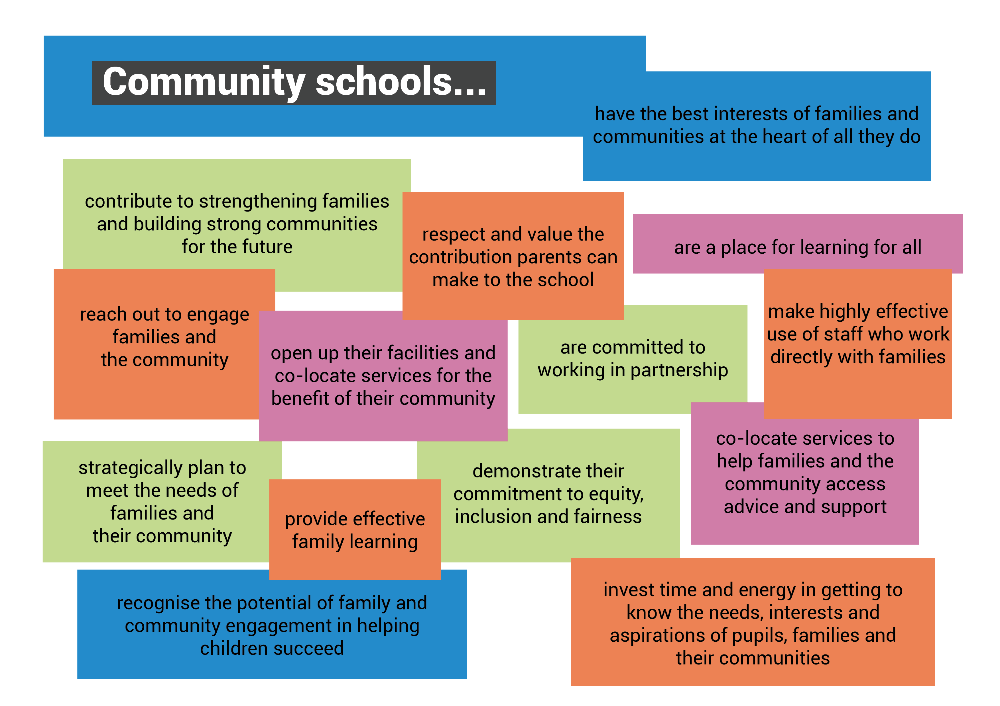 Community schools...
have the best interests of families and
communities at the heart of all they do
contribute to strengthening families
and building strong communities
for the future
respect and value the
contribution parents can
make to the school
are a place for learning for all
reach out to engage
families and
the community
open up their facilities and
co-locate services for the
benefit of their community
are committed to
working in partnership
make highly effective
use of staff who work
directly with families
strategically plan to
meet the needs of
families and
their community
provide effective
family learning
demonstrate their
commitment to equity,
inclusion and fairness
co-locate services to
help families and the
community access
advice and support
recognise the potential of family and
community engagement in helping
children succeed
invest time and energy in getting to
know the needs, interests and
aspirations of pupils, families and
their communities